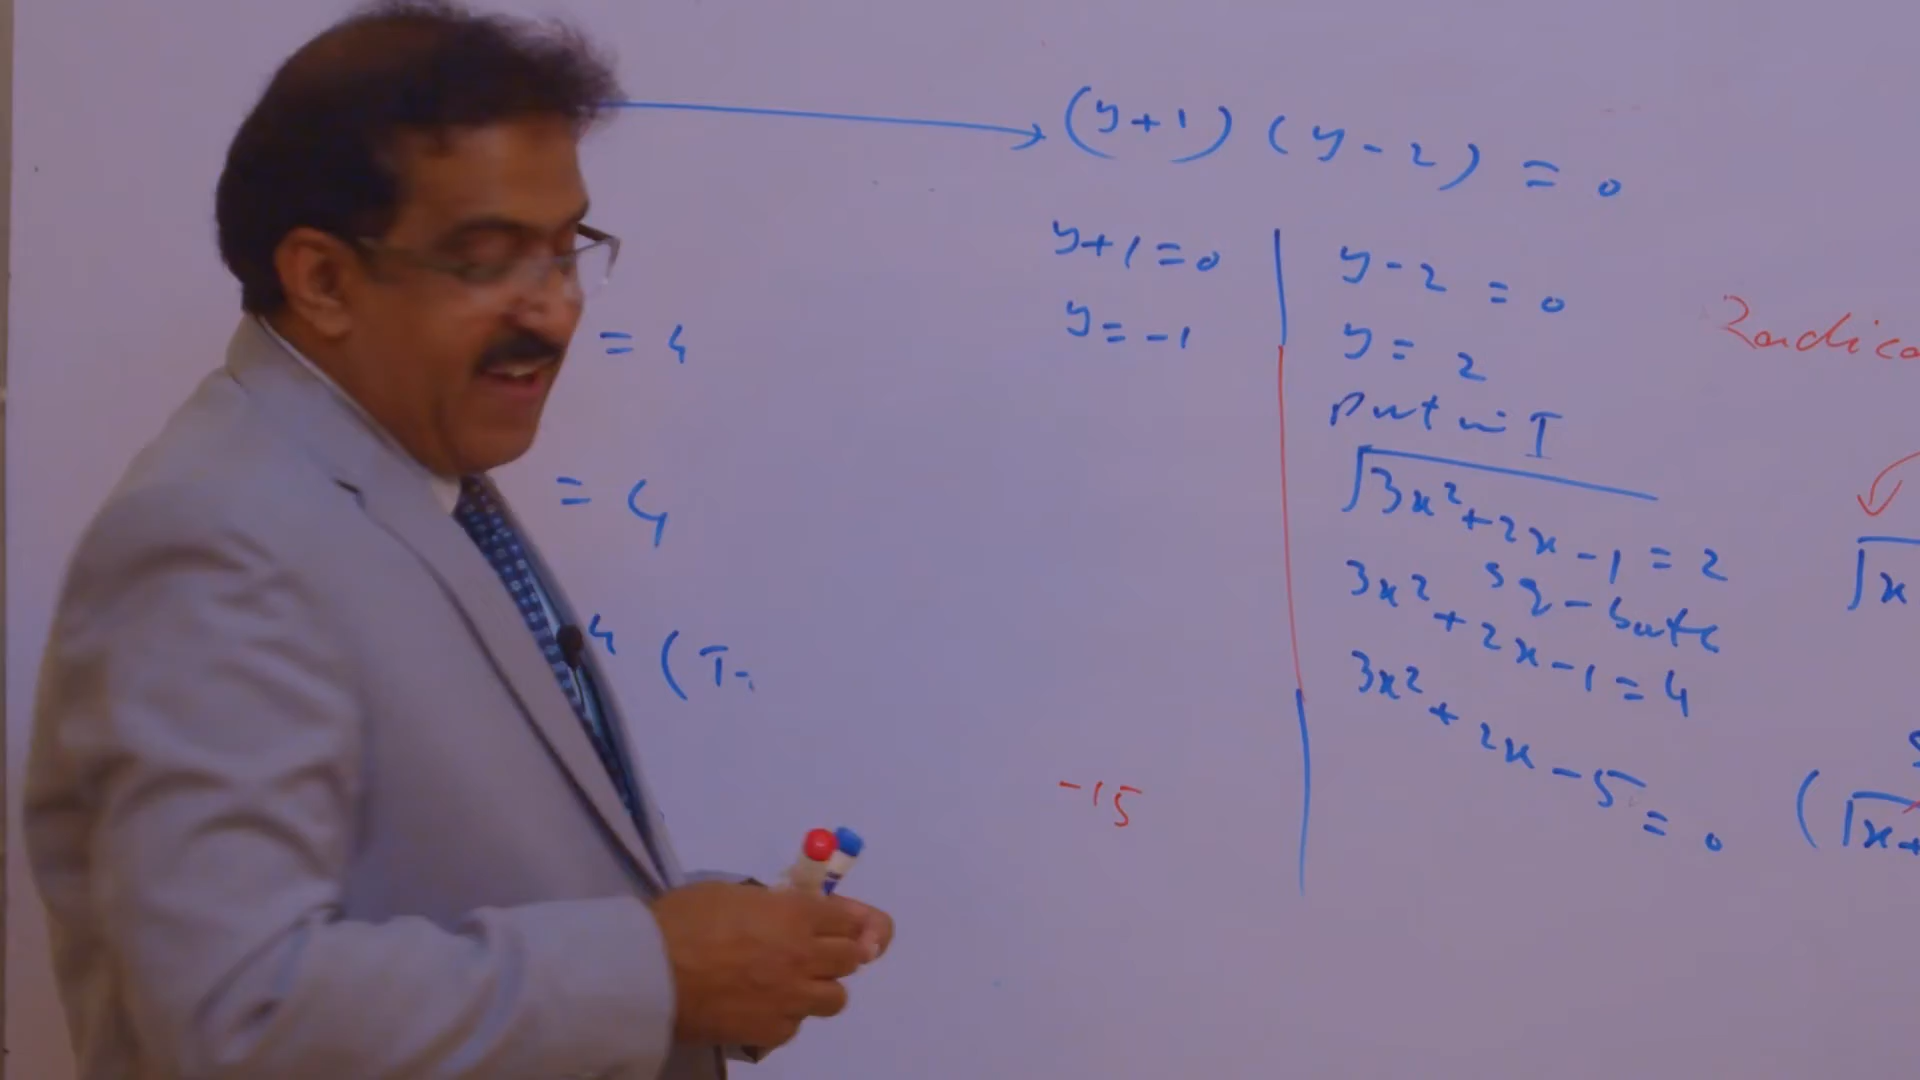 (y+1) (y-2) = 0
y+1=0
y=-1
y-2=0
y=2
Put in I
√3x²+2x-1=2
sq-
3x²+2x-1=4
3x²+2x-5=0
-15
=4
=4
4 (T-
Radica
√x
(√x+